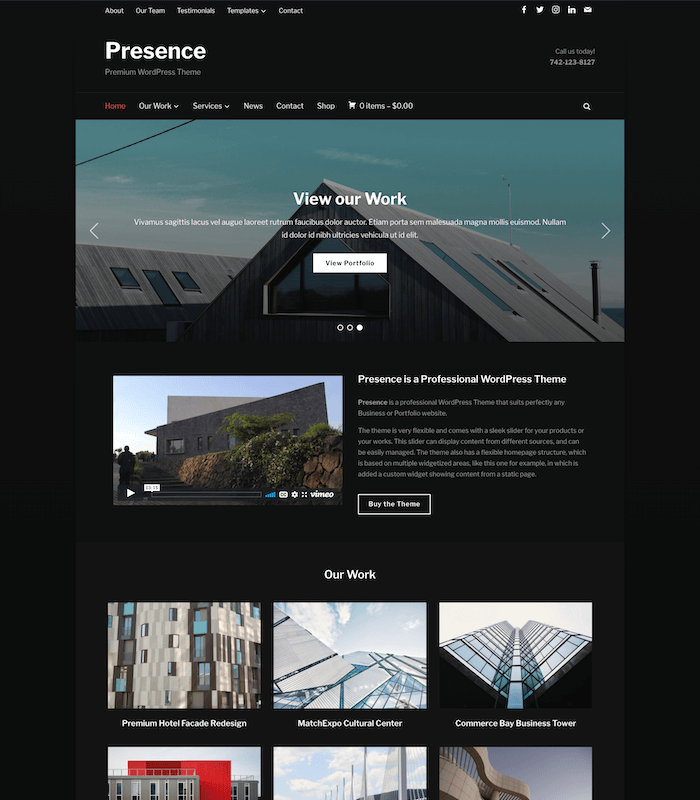 About Our Team Testimonials Templates Contact
Presence
Premium WordPress Theme
Call us today!
742-123-8127
Home Our Work Services News Contact Shop 0 items – $0.00
View our Work
Vivamus sagittis lacus vel augue laoreet rutrum faucibus dolor auctor. Etiam porta sem malesuada magna mollis euismod. Nullam
id dolor id nibh ultricies vehicula ut id elit.
View Portfolio
Presence is a Professional WordPress Theme
Presence is a professional WordPress Theme that suits perfectly any
Business or Portfolio website.
The theme is very flexible and comes with a sleek slider for your products or
your works. This slider can display content from different sources, and can
be easily managed. The theme also has a flexible homepage structure, which
is based on multiple widgetized areas, like this one for example, in which is
added a custom widget showing content from a static page.
Buy the Theme
CC vimeo
Our Work
Premium Hotel Facade Redesign
MatchExpo Cultural Center
Commerce Bay Business Tower